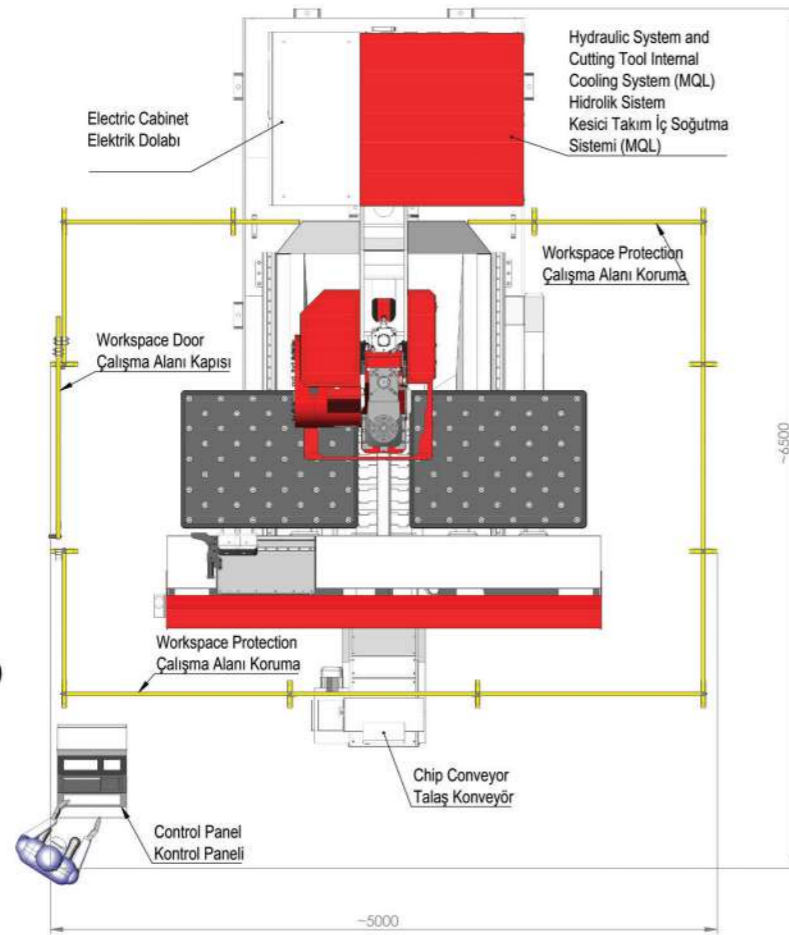 Hydraulic System and
Cutting Tool Internal
Cooling System (MQL)
Hidrolik Sistem
Kesici Takım İç Soğutma
Sistemi (MQL)
Electric Cabinet
Elektrik Dolabı
Workspace Protection
Çalışma Alanı Koruma
Workspace Door
Çalışma Alanı Kapısı
~6500
Workspace Protection
Çalışma Alanı Koruma
Chip Conveyor
Talaş Konveyör
Control Panel
Kontrol Paneli
~5000